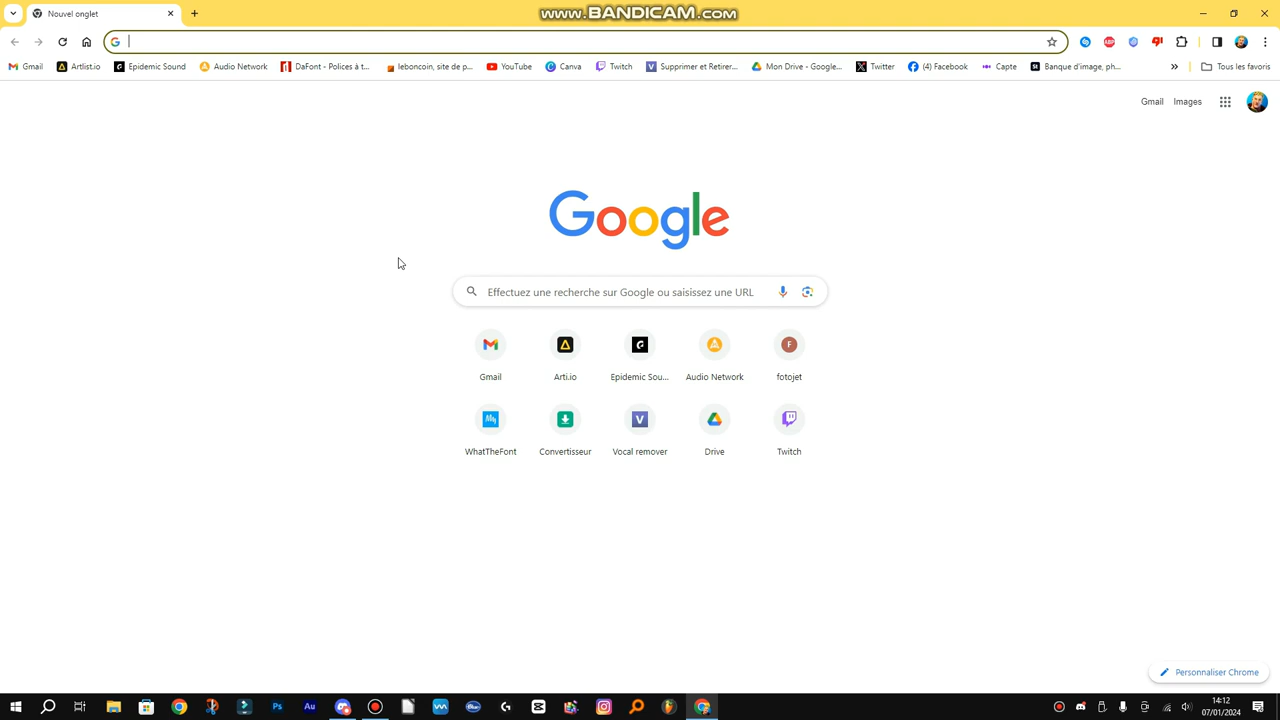 Nouvel onglet
www.BANDICAM.com
Gmail
Artlist.io
Epidemic Sound
Audio Network
DaFont - Polices à t...
leboncoin, site de p...
YouTube
Canva
Twitch
Supprimer et Retirer...
Mon Drive - Google...
Twitter
(4) Facebook
Capte
Banque d'image, ph...
Tous les favoris
Gmail
Images
Google
Effectuez une recherche sur Google ou saisissez une URL
Gmail
Arti.io
Epidemic Sou...
Audio Network
fotojet
WhatTheFont
Convertisseur
Vocal remover
Drive
Twitch
Personnaliser Chrome
14:12
07/01/2024